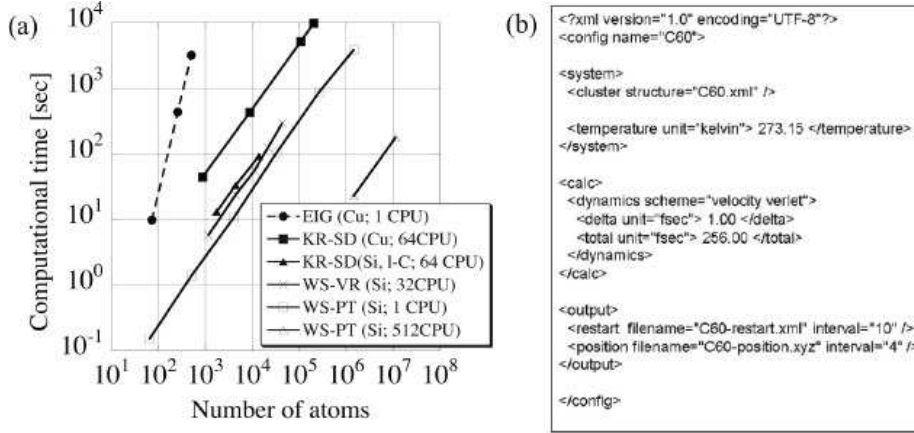 (a)
Computational time [sec]
10^4
10^3
10^2
10^1
10^0
10^-1
10^1 10^2 10^3 10^4 10^5 10^6 10^7 10^8
Number of atoms
EIG (Cu; 1 CPU)
KR-SD (Cu; 64CPU)
KR-SD(Si, l-C; 64 CPU)
WS-VR (Si; 32CPU)
WS-PT (Si; 1 CPU)
WS-PT (Si; 512CPU)
(b)
<?xml version="1.0" encoding="UTF-8"?>
<config name="C60">
<system>
<cluster structure="C60.xml" />
<temperature unit="kelvin"> 273.15 </temperature>
</system>
<calc>
<dynamics scheme="velocity verlet">
<delta unit="fsec"> 1.00 </delta>
<total unit="fsec"> 256.00 </total>
</dynamics>
</calc>
<output>
<restart filename="C60-restart.xml" interval="10" />
<position filename="C60-position.xyz" interval="4" />
</output>
</config>